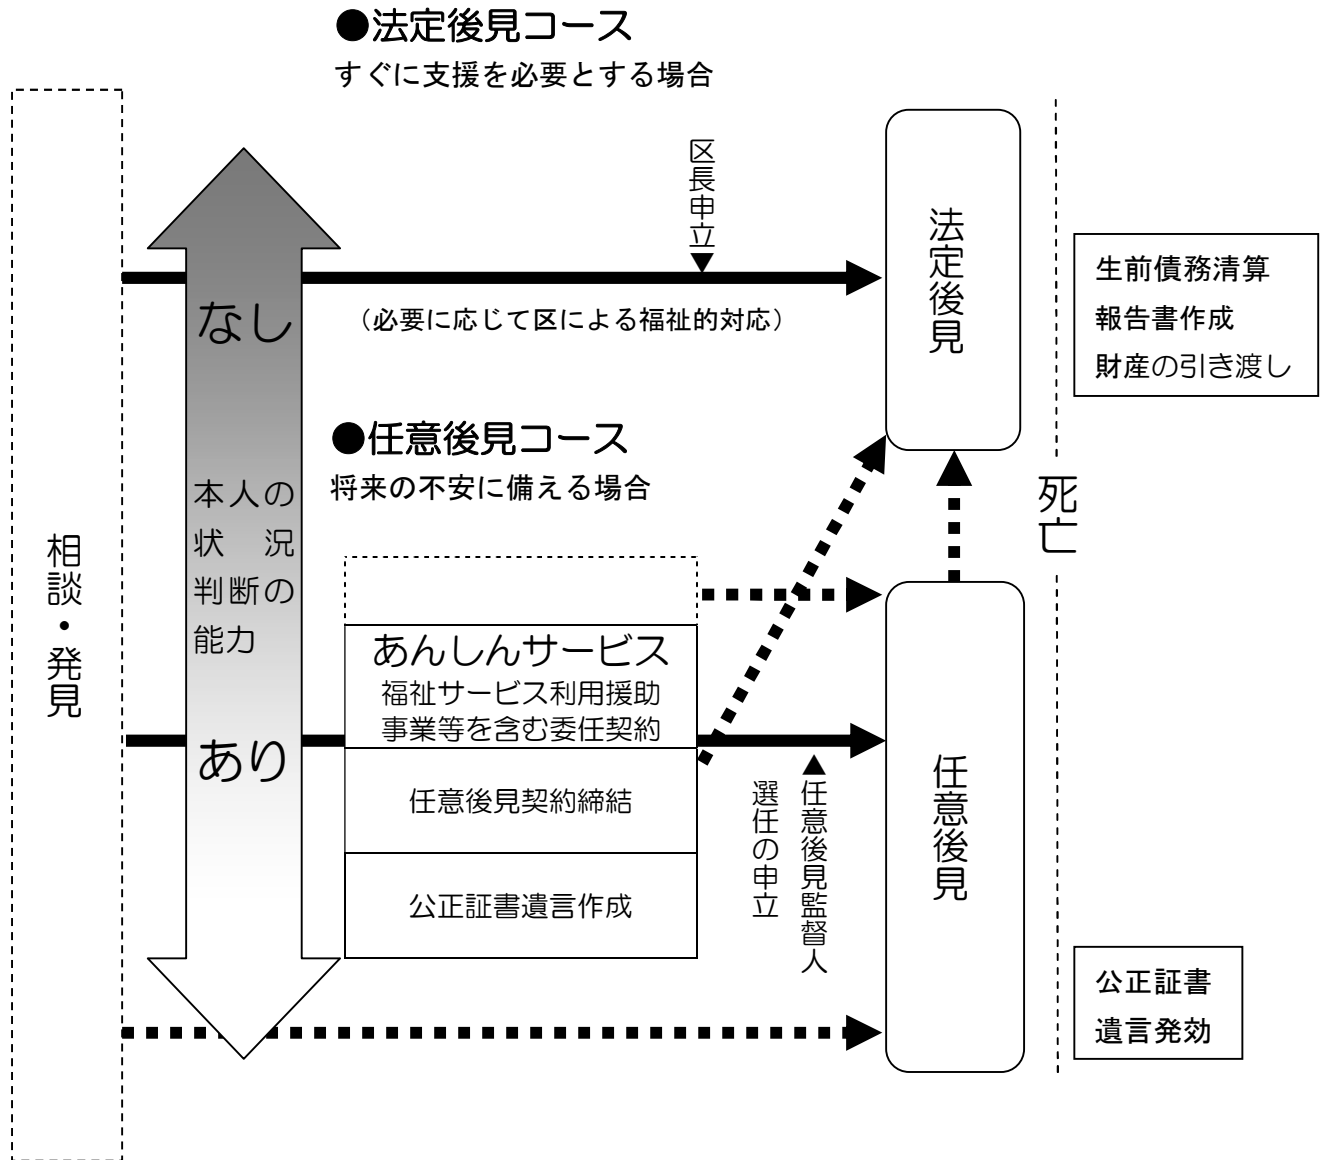 ●法定後見コース
すぐに支援を必要とする場合
相談・発見
なし
本人の
状況
判断の
能力
あり
区長申立▼
（必要に応じて区による福祉的対応）
●任意後見コース
将来の不安に備える場合
あんしんサービス
福祉サービス利用援助
事業等を含む委任契約
任意後見契約締結
公正証書遺言作成
▲任意後見監督人
選任の申立
法定後見
任意後見
死亡
生前債務清算
報告書作成
財産の引き渡し
公正証書
遺言発効